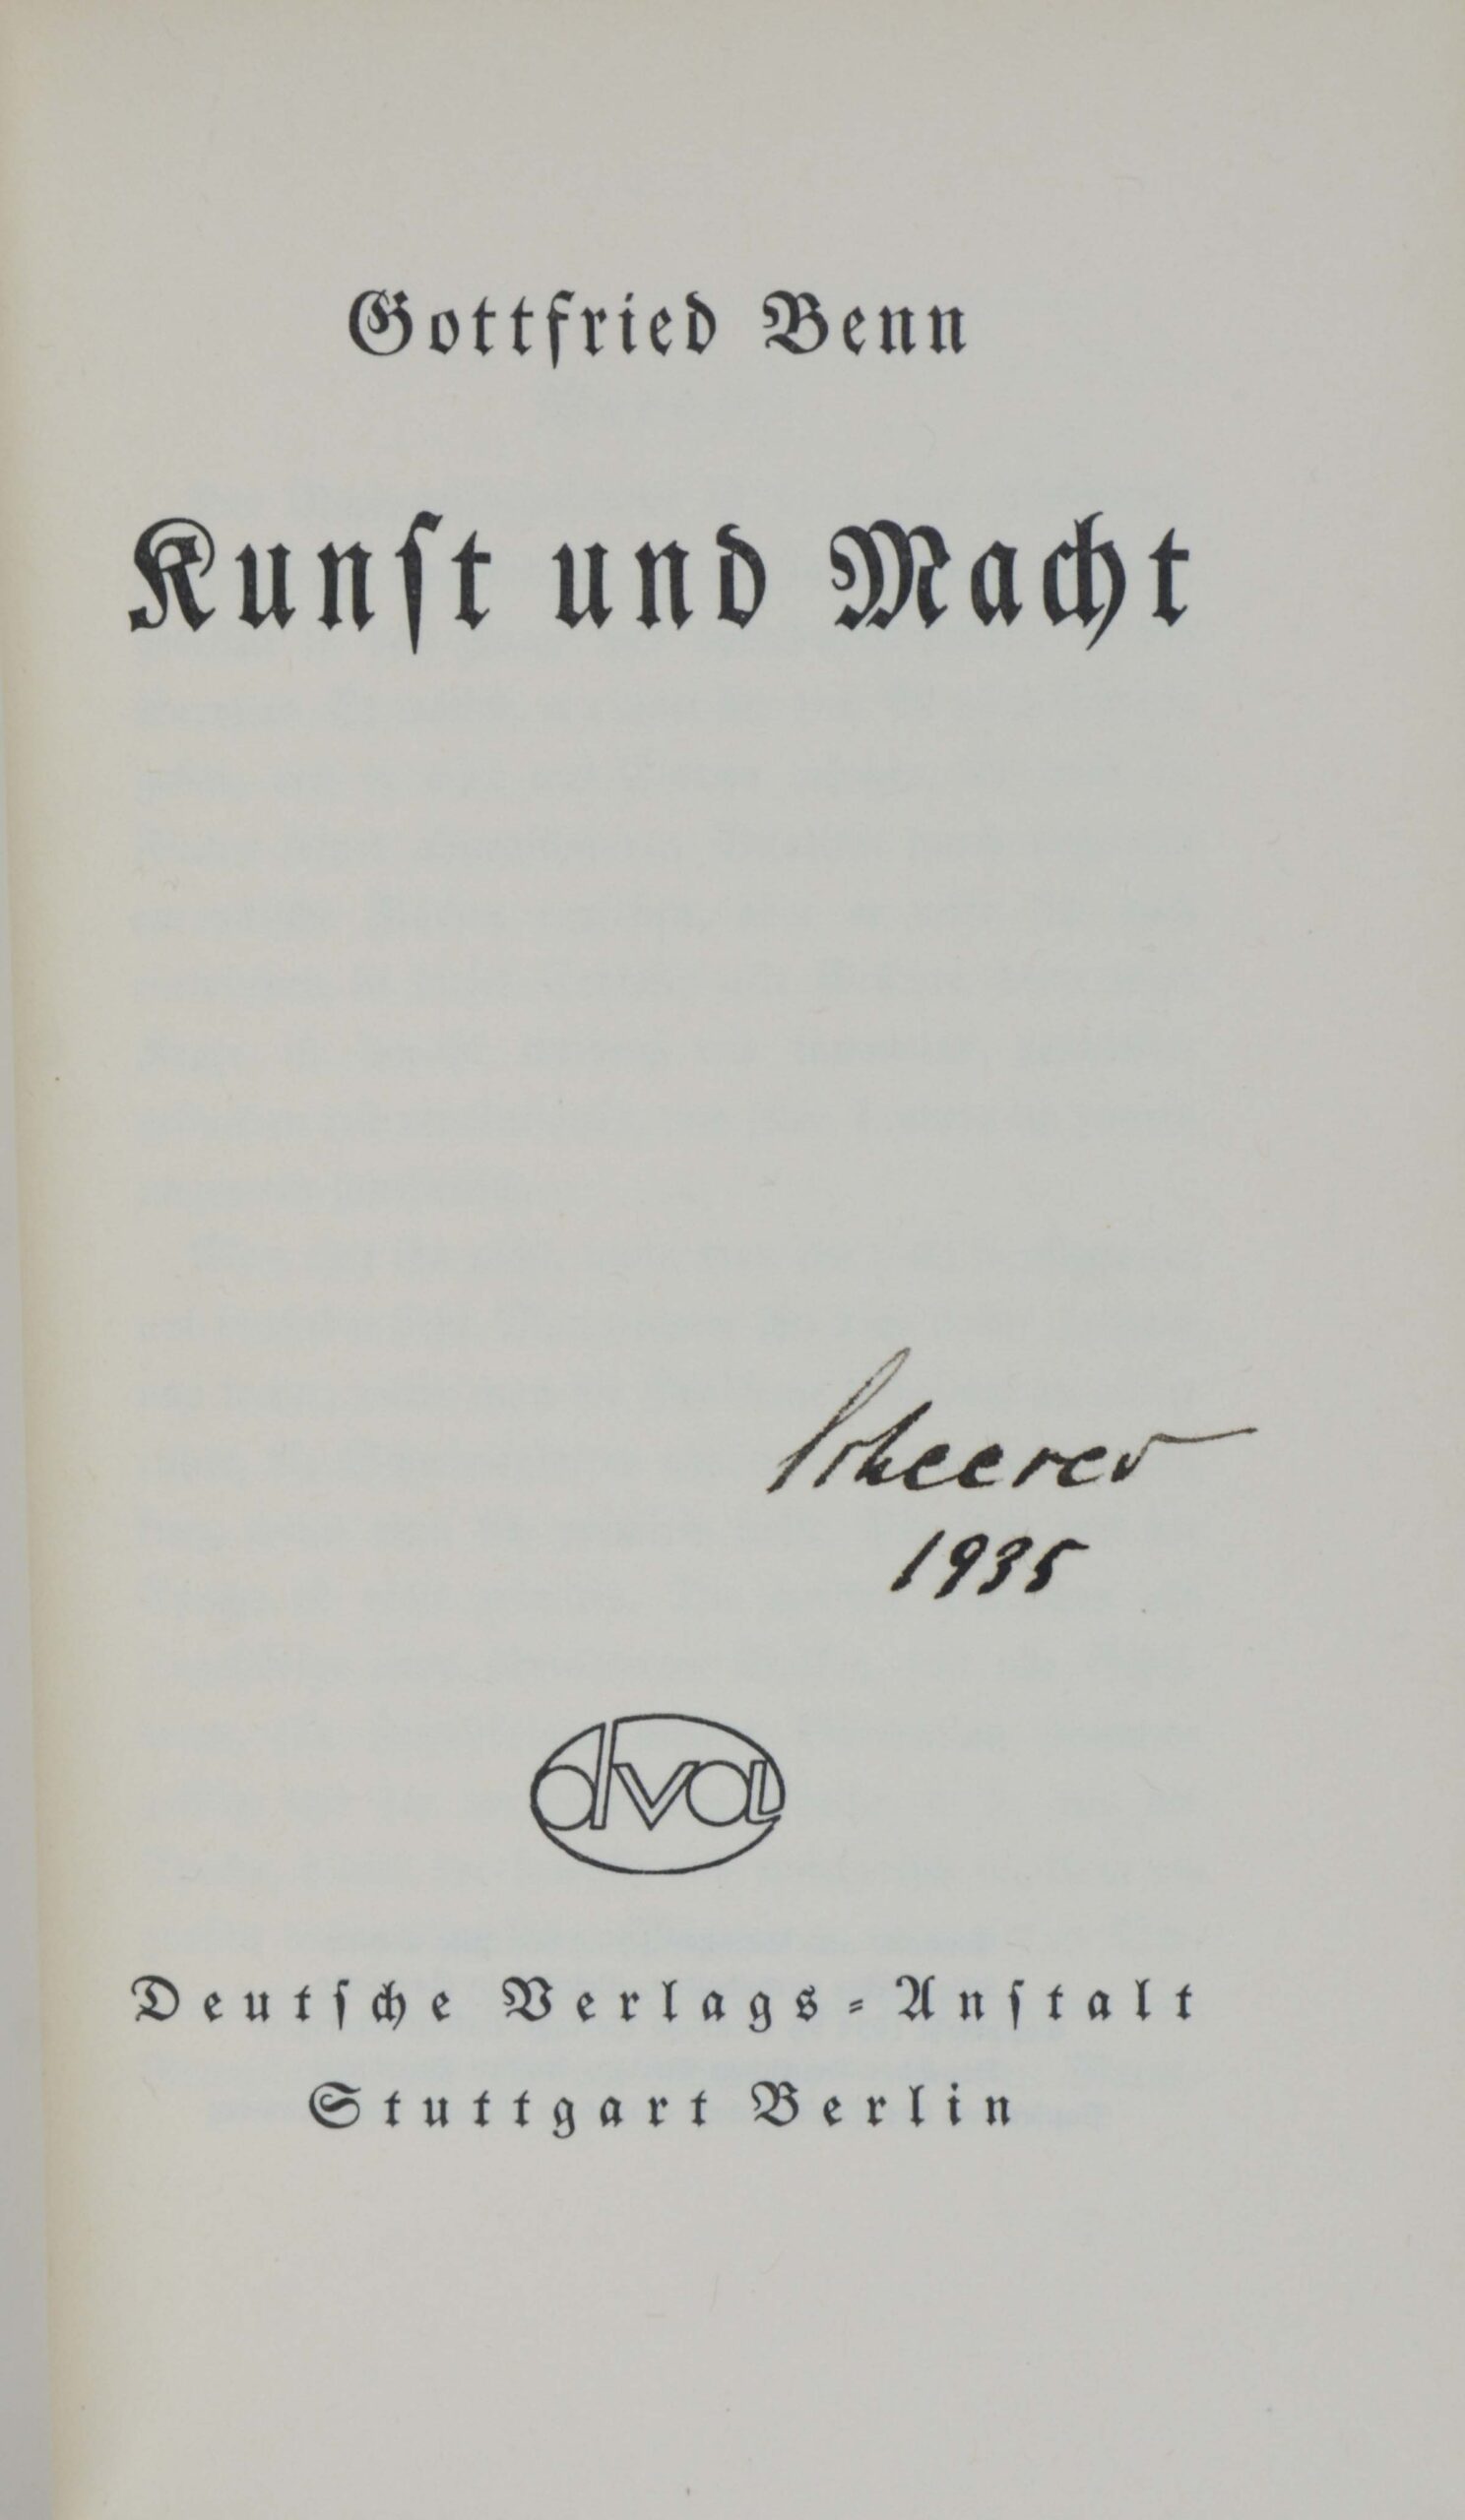 Gottfried Benn
Kunſt und Macht
Scheerer
1935
dva
Deutſche Verlags-Anſtalt
Stuttgart Berlin